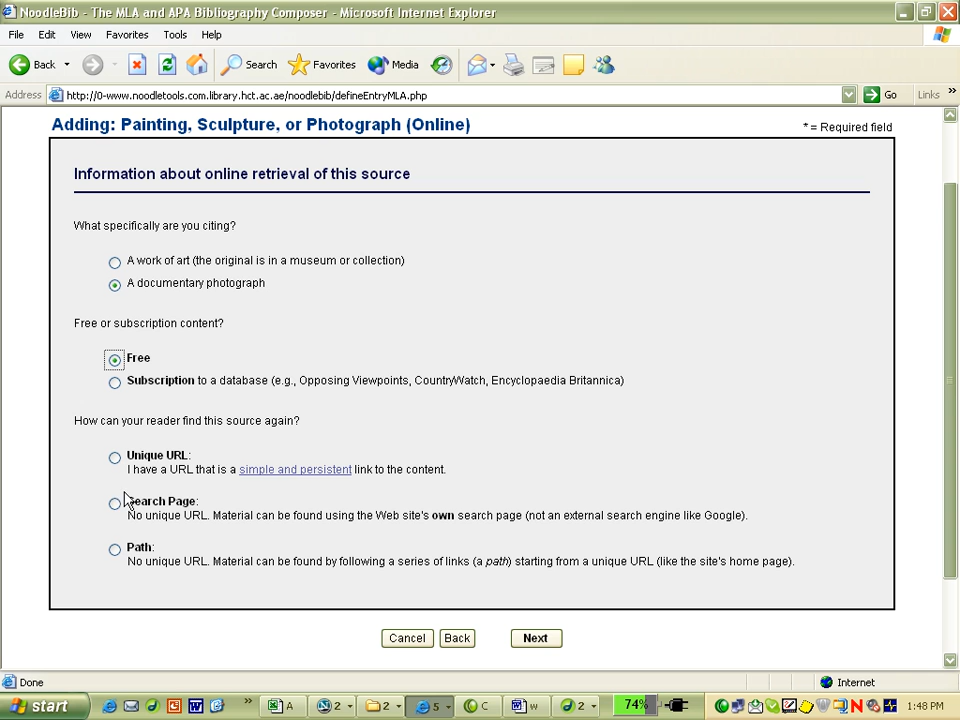 NoodleBib - The MLA and APA Bibliography Composer - Microsoft Internet Explorer
File Edit View Favorites Tools Help
Back Search Favorites Media
Address http://0-www.noodletools.com.library.hct.ac.ae/noodlebib/defineEntryMLA.php Go Links »
Adding: Painting, Sculpture, or Photograph (Online)
* = Required field
Information about online retrieval of this source
What specifically are you citing?
A work of art (the original is in a museum or collection)
A documentary photograph
Free or subscription content?
Free
Subscription to a database (e.g., Opposing Viewpoints, CountryWatch, Encyclopaedia Britannica)
How can your reader find this source again?
Unique URL:
I have a URL that is a simple and persistent link to the content.
Search Page:
No unique URL. Material can be found using the Web site's own search page (not an external search engine like Google).
Path:
No unique URL. Material can be found by following a series of links (a path) starting from a unique URL (like the site's home page).
Cancel Back Next
Done Internet
start » A 2 2 5 C w 2 74% 1:48 PM